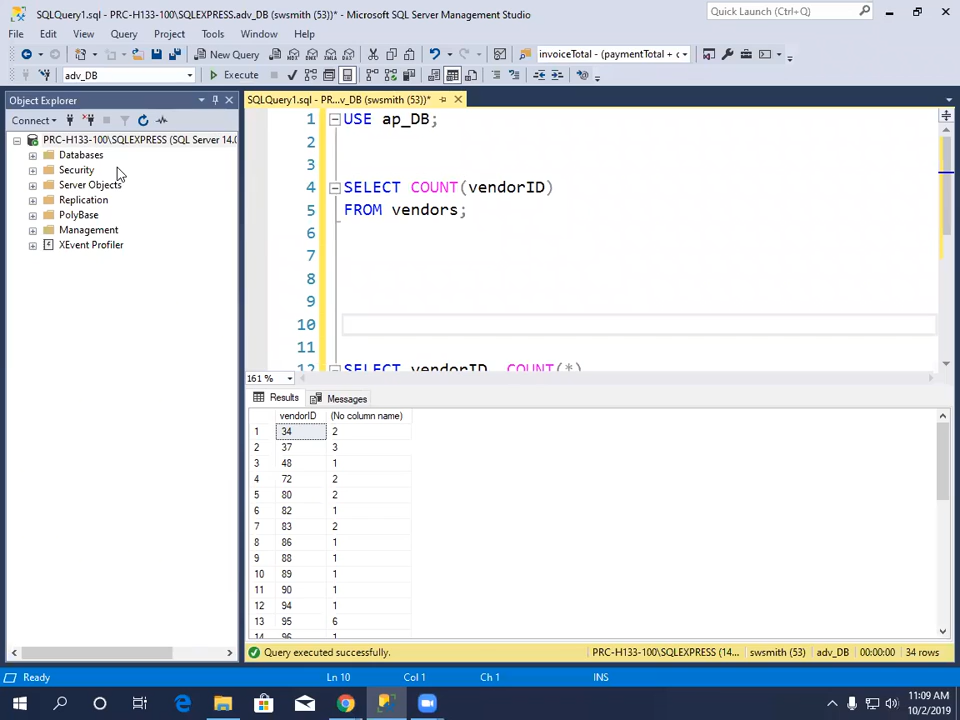 SQLQuery1.sql - PRC-H133-100\SQLEXPRESS.adv_DB (swsmith (53))* - Microsoft SQL Server Management Studio
Quick Launch (Ctrl+Q)
File Edit View Query Project Tools Window Help
New Query
invoiceTotal - (paymentTotal + c
adv_DB
Execute
Object Explorer
SQLQuery1.sql - PR...v_DB (swsmith (53))*
Connect
PRC-H133-100\SQLEXPRESS (SQL Server 14.0
Databases
Security
Server Objects
Replication
PolyBase
Management
XEvent Profiler
1 USE ap_DB;
2
3
4 SELECT COUNT(vendorID)
5 FROM vendors;
6
7
8
9
10
11
12 SELECT vendorID, COUNT(*)
161 %
Results Messages
vendorID (No column name)
1 34 2
2 37 3
3 48 1
4 72 2
5 80 2
6 82 1
7 83 2
8 86 1
9 88 1
10 89 1
11 90 1
12 94 1
13 95 6
14 96 1
Query executed successfully.
PRC-H133-100\SQLEXPRESS (14... swsmith (53) adv_DB 00:00:00 34 rows
Ready Ln 10 Col 1 Ch 1 INS
11:09 AM
10/2/2019